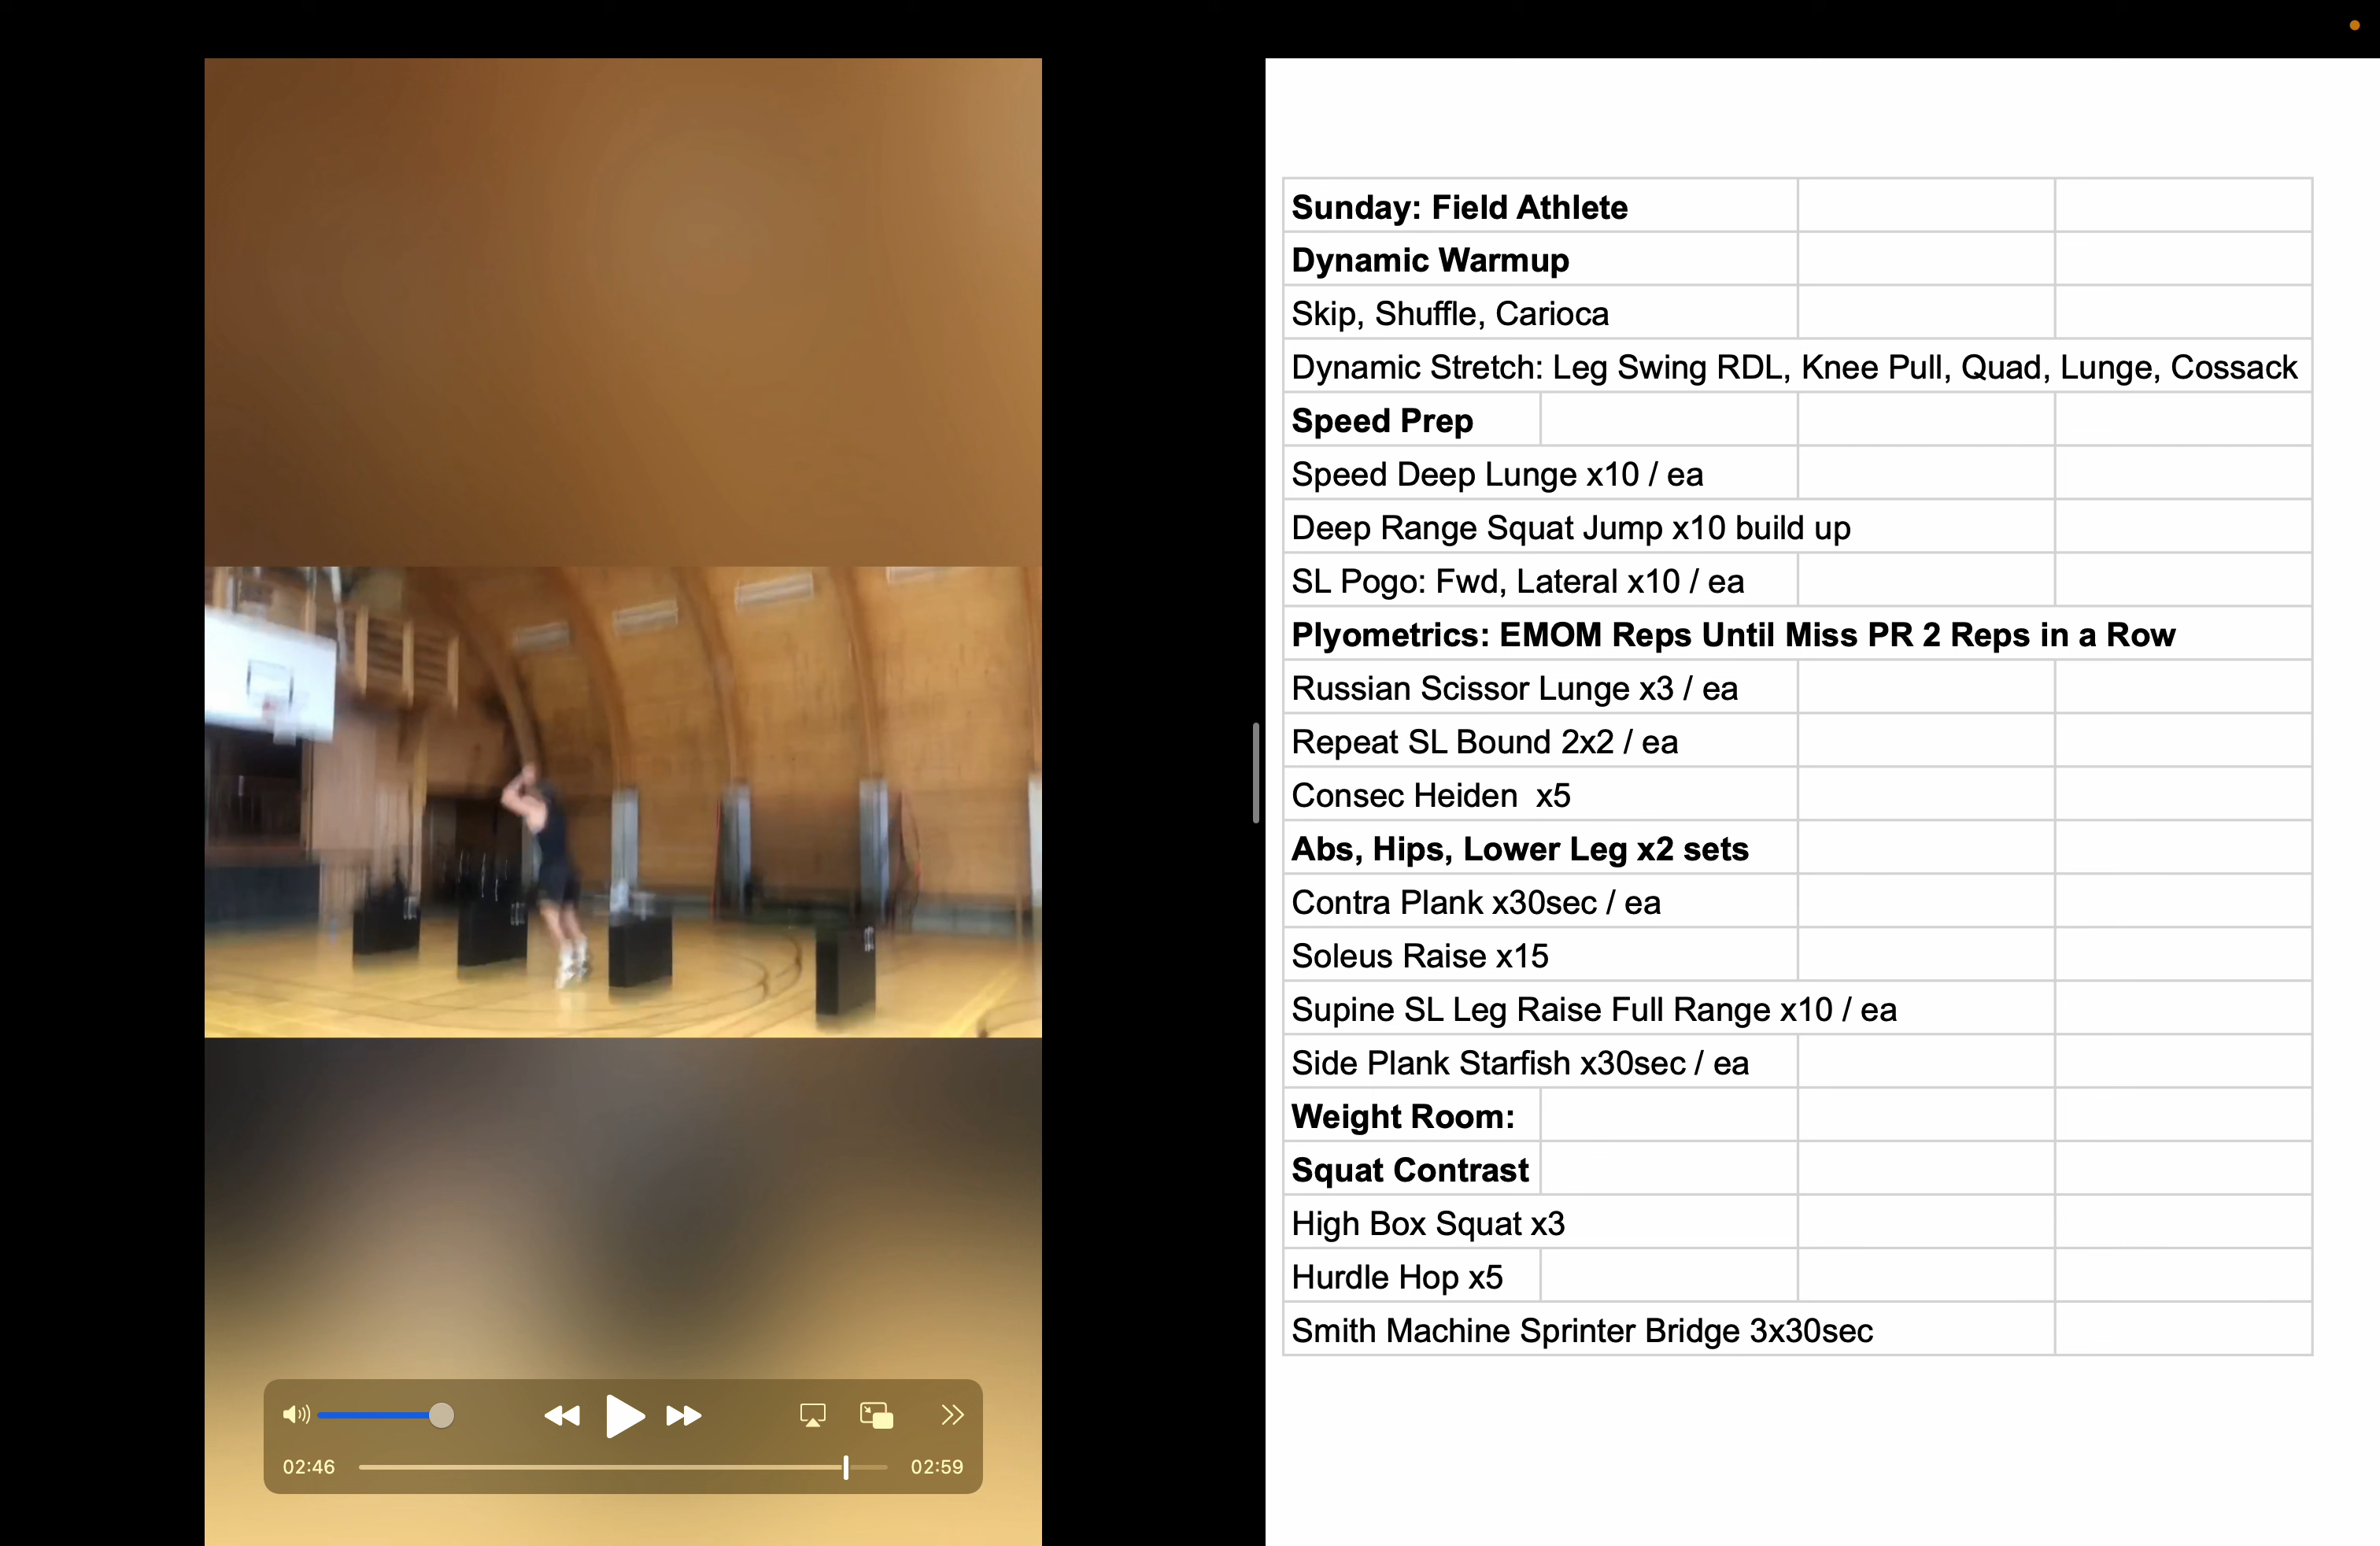 Sunday: Field Athlete
Dynamic Warmup
Skip, Shuffle, Carioca
Dynamic Stretch: Leg Swing RDL, Knee Pull, Quad, Lunge, Cossack
Speed Prep
Speed Deep Lunge x10 / ea
Deep Range Squat Jump x10 build up
SL Pogo: Fwd, Lateral x10 / ea
Plyometrics: EMOM Reps Until Miss PR 2 Reps in a Row
Russian Scissor Lunge x3 / ea
Repeat SL Bound 2x2 / ea
Consec Heiden  x5
Abs, Hips, Lower Leg x2 sets
Contra Plank x30sec / ea
Soleus Raise x15
Supine SL Leg Raise Full Range x10 / ea
Side Plank Starfish x30sec / ea
Weight Room:
Squat Contrast
High Box Squat x3
Hurdle Hop x5
Smith Machine Sprinter Bridge 3x30sec
02:46
02:59